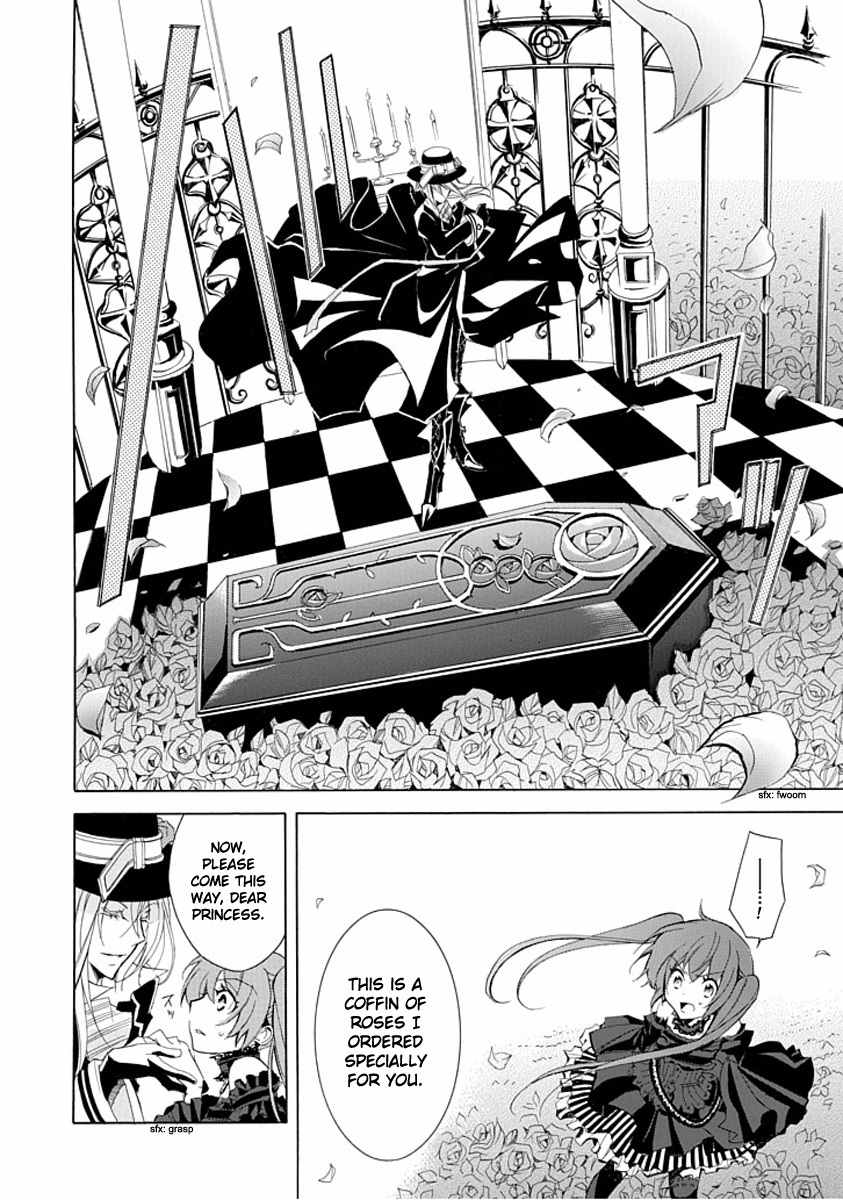 sfx: fwoom
......!
THIS IS A
COFFIN OF
ROSES I
ORDERED
SPECIALLY
FOR YOU.
NOW,
PLEASE
COME THIS
WAY, DEAR
PRINCESS.
sfx: grasp